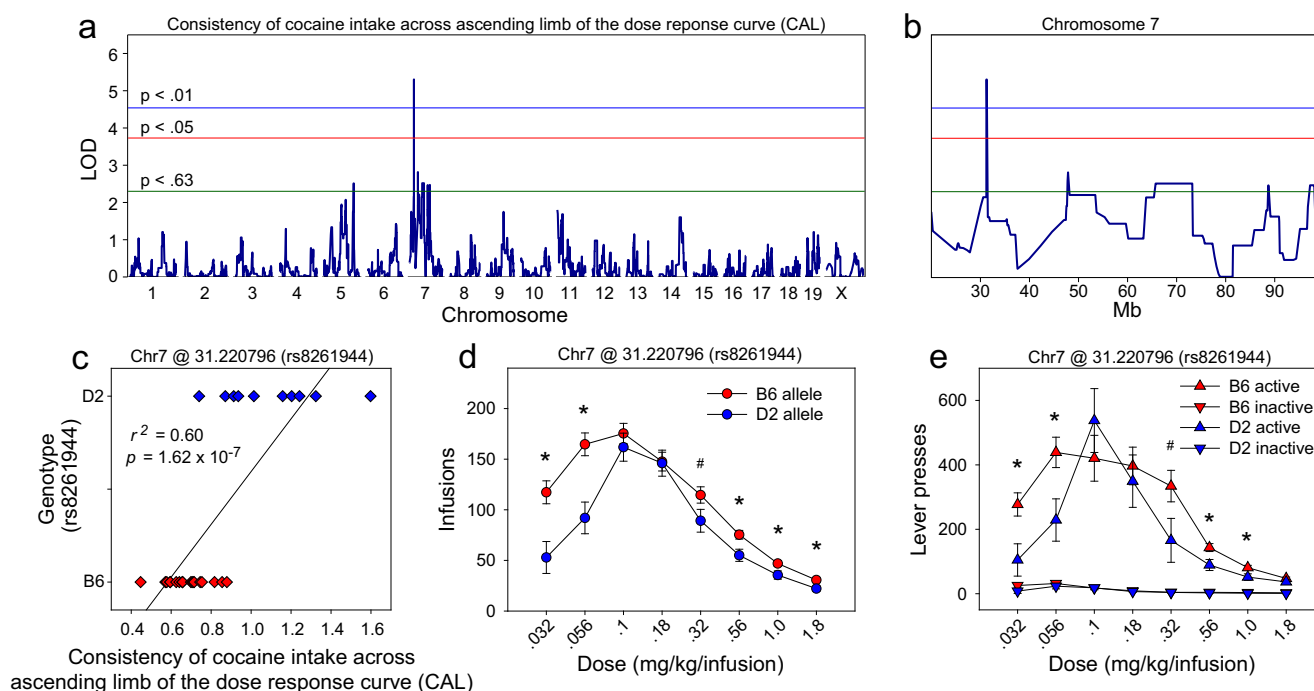 a
Consistency of cocaine intake across ascending limb of the dose reponse curve (CAL)
LOD
6
5
4
3
2
1
0
p < .01
p < .05
p < .63
1 2 3 4 5 6 7 8 9 10 11 12 13 14 15 16 17 18 19 X
Chromosome
b
Chromosome 7
30 40 50 60 70 80 90
Mb
c
Chr7 @ 31.220796 (rs8261944)
Genotype
(rs8261944)
D2
B6
r² = 0.60
p = 1.62 x 10⁻⁷
0.4 0.6 0.8 1.0 1.2 1.4 1.6
Consistency of cocaine intake across
ascending limb of the dose response curve (CAL)
d
Chr7 @ 31.220796 (rs8261944)
Infusions
200
150
100
50
0
B6 allele
D2 allele
* * # * * *
.032 .056 .1 .18 .32 .56 1.0 1.8
Dose (mg/kg/infusion)
e
Chr7 @ 31.220796 (rs8261944)
Lever presses
600
400
200
0
B6 active
B6 inactive
D2 active
D2 inactive
* * # * *
.032 .056 .1 .18 .32 .56 1.0 1.8
Dose (mg/kg/infusion)